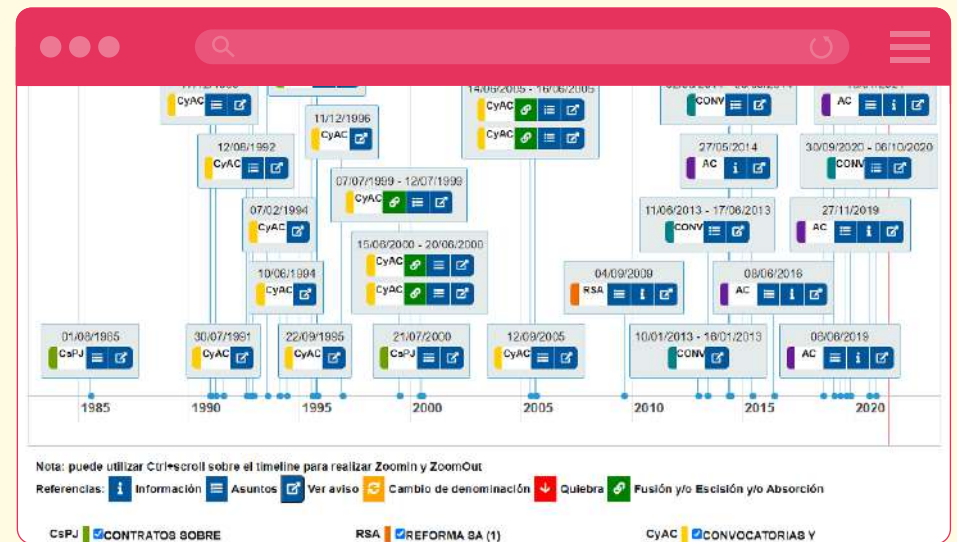 CyAC
14/06/2005 - 16/06/2005
CyAC
CyAC
CONV
AC
11/12/1996
CyAC
12/08/1992
CyAC
27/05/2014
AC
30/09/2020 - 06/10/2020
CONV
07/07/1999 - 12/07/1999
CyAC
07/02/1994
CyAC
11/06/2013 - 17/06/2013
CONV
27/11/2019
AC
15/06/2000 - 20/06/2000
CyAC
CyAC
10/06/1994
CyAC
04/09/2009
RSA
08/06/2016
AC
01/08/1985
CsPJ
30/07/1991
CyAC
22/09/1995
CyAC
21/07/2000
CsPJ
12/09/2005
CyAC
10/01/2013 - 16/01/2013
CONV
06/06/2019
AC
1985 1990 1995 2000 2005 2010 2015 2020
Nota: puede utilizar Ctrl+scroll sobre el timeline para realizar ZoomIn y ZoomOut
Referencias: Información Asuntos Ver aviso Cambio de denominación Quiebra Fusión y/o Escisión y/o Absorción
CsPJ CONTRATOS SOBRE RSA REFORMA SA (1) CyAC CONVOCATORIAS Y